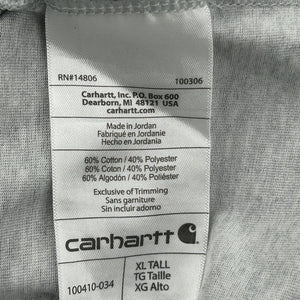 RN#14806 100306
Carhartt, Inc. P.O. Box 600
Dearborn, MI 48121 USA
carhartt.com
Made in Jordan
Fabriqué en Jordanie
Hecho en Jordania
60% Cotton / 40% Polyester
60% Coton / 40% Polyester
60% Algodón / 40% Poliéster
Exclusive of Trimming
Sans garniture
Sin incluir adorno
carhartt
100410-034
XL TALL
TG Taille
XG Alto